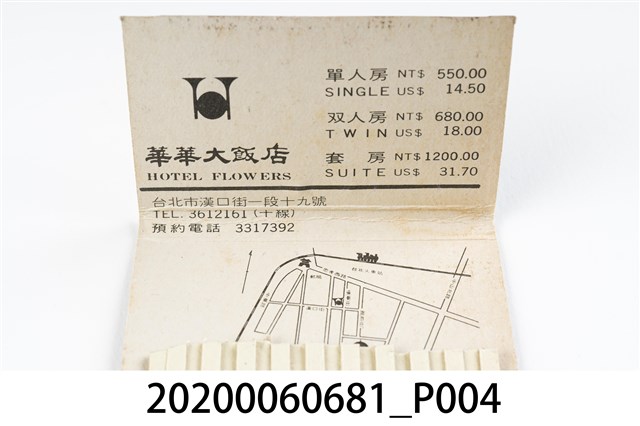 單人房 NT$ 550.00
SINGLE US$ 14.50
双人房 NT$ 680.00
TWIN US$ 18.00
套房 NT$1200.00
SUITE US$ 31.70
華華大飯店
HOTEL FLOWERS
台北市漢口街一段十九號
TEL. 3612161 (十線)
預約電話 3317392
20200060681_P004